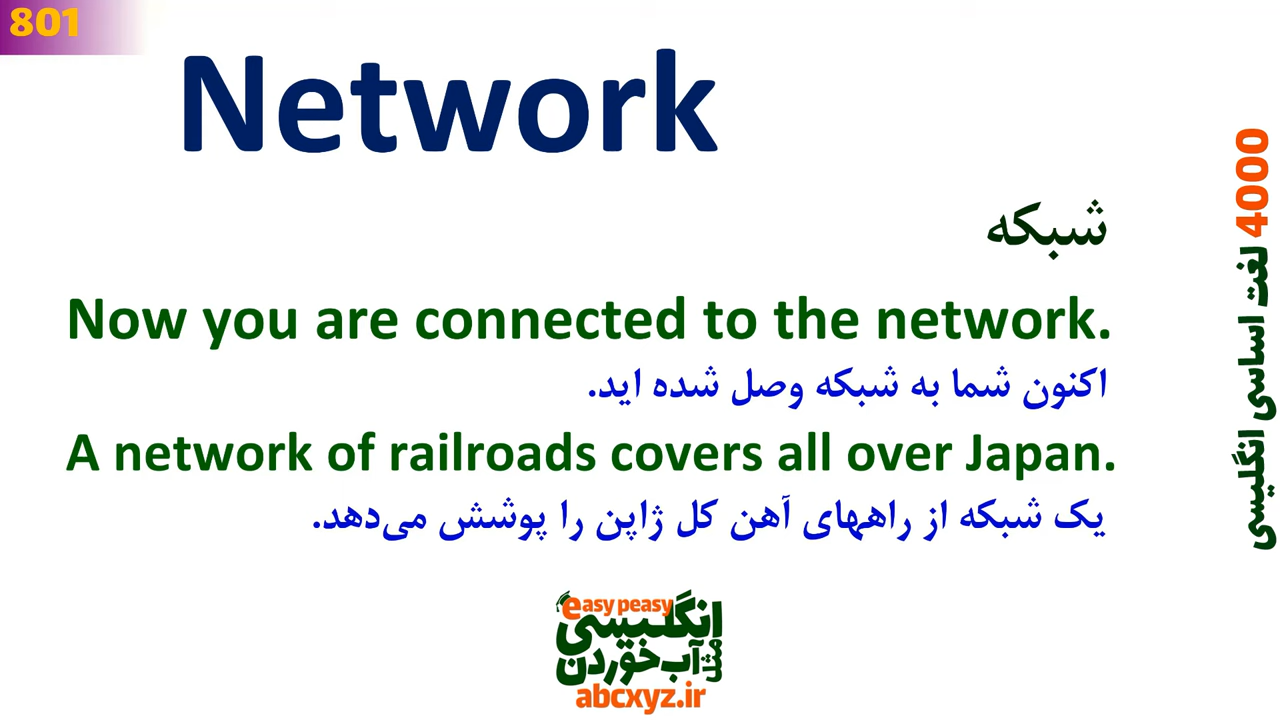 801
Network
شبکه
Now you are connected to the network.
اکنون شما به شبکه وصل شده اید.
A network of railroads covers all over Japan.
یک شبکه از راههای آهن کل ژاپن را پوشش می‌دهد.
4000 لغت اساسی انگلیسی
easy peasy
انگلیسی
مثل آب خوردن
abcxyz.ir